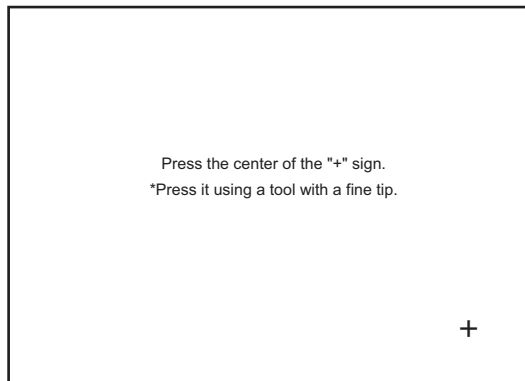 Press the center of the "+" sign.
*Press it using a tool with a fine tip.
+